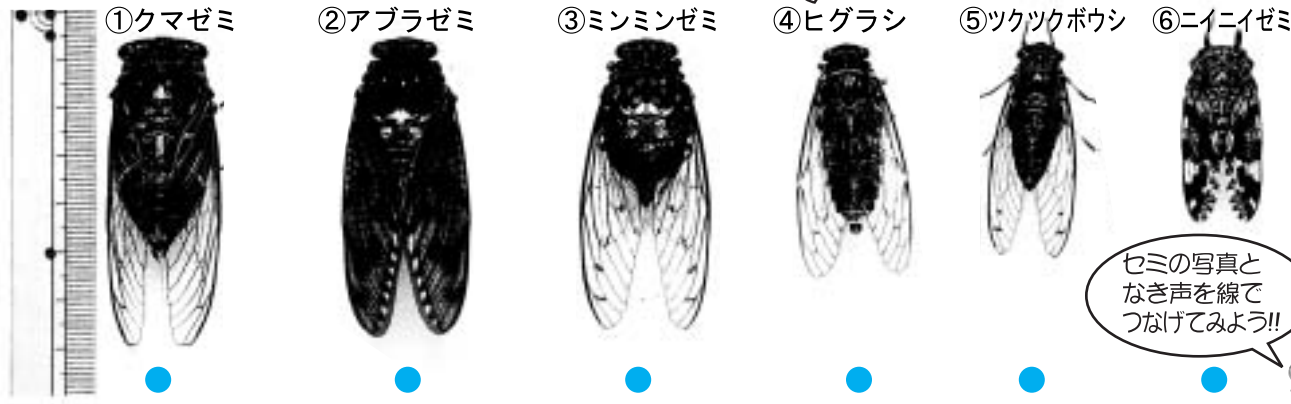 ①クマゼミ
②アブラゼミ
③ミンミンゼミ
④ヒグラシ
⑤ツクツクボウシ
⑥ニイニイゼミ
セミの写真と
なき声を線で
つなげてみよう!!